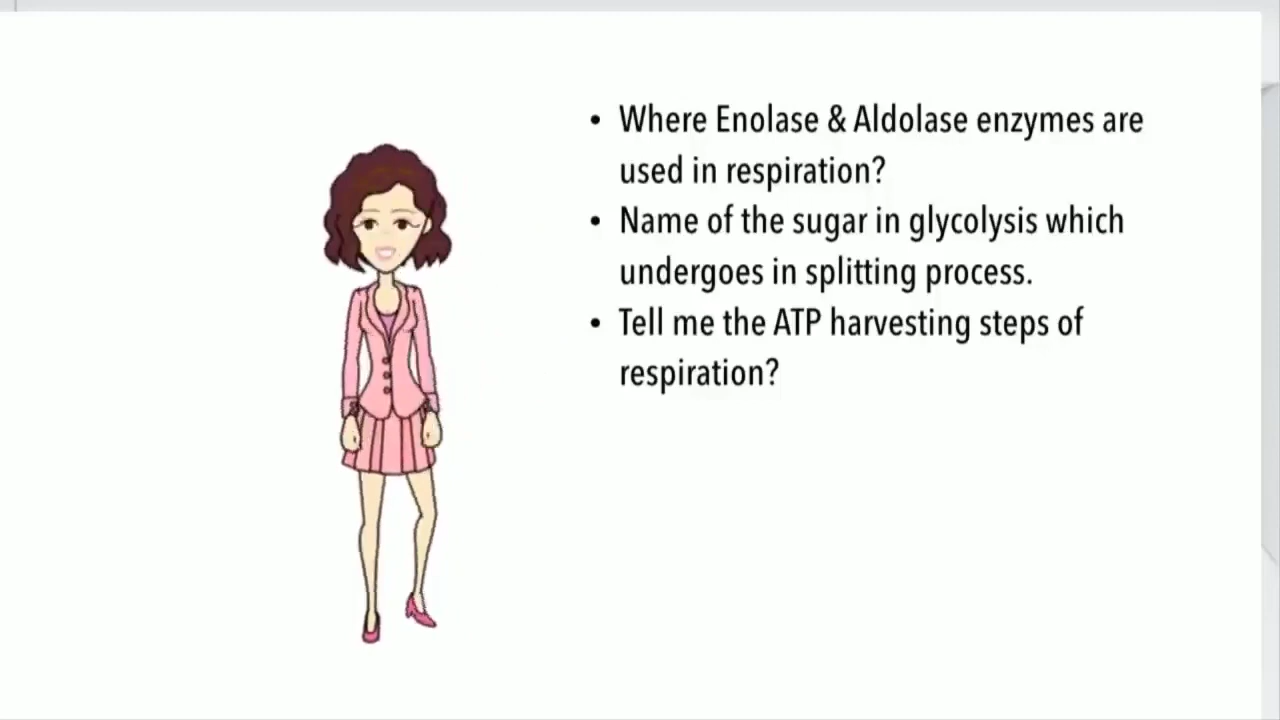 • Where Enolase & Aldolase enzymes are
used in respiration?
• Name of the sugar in glycolysis which
undergoes in splitting process.
• Tell me the ATP harvesting steps of
respiration?